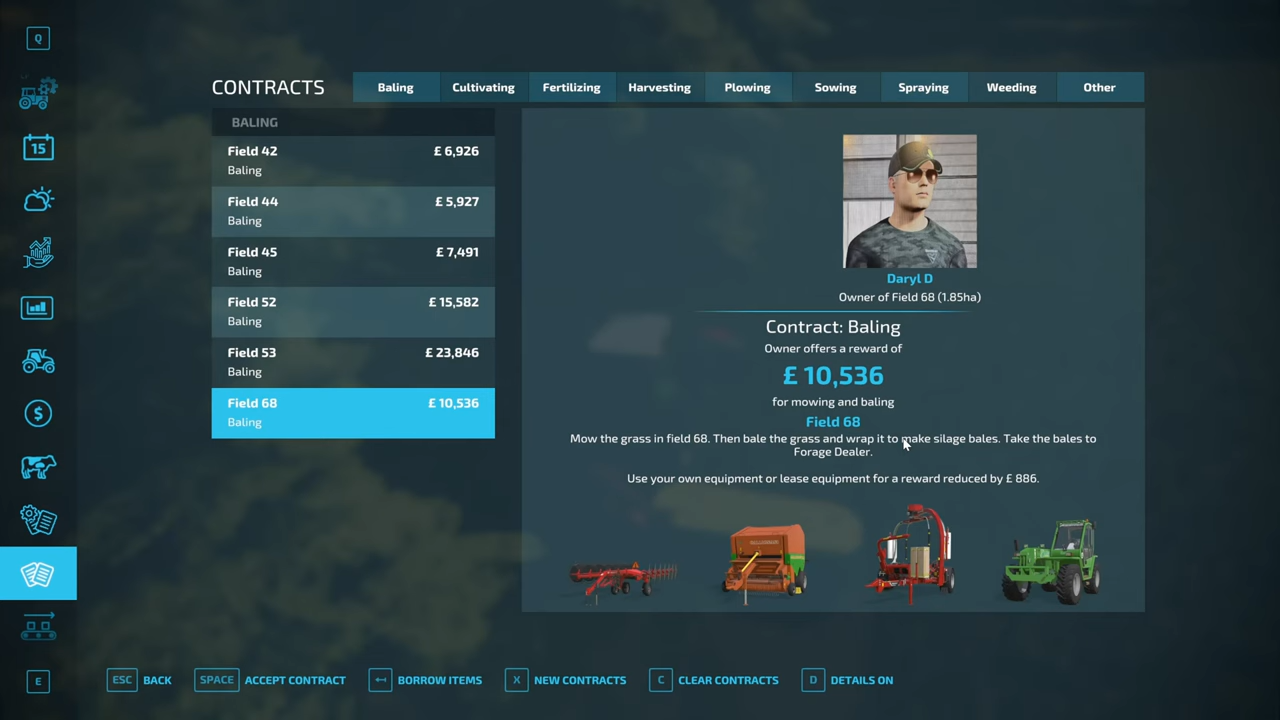 Q
CONTRACTS
Baling
Cultivating
Fertilizing
Harvesting
Plowing
Sowing
Spraying
Weeding
Other
15
BALING
Field 42 £ 6,926
Baling
Field 44 £ 5,927
Baling
Field 45 £ 7,491
Baling
Field 52 £ 15,582
Baling
Field 53 £ 23,846
Baling
Field 68 £ 10,536
Baling
Daryl D
Owner of Field 68 (1.85ha)
Contract: Baling
Owner offers a reward of
£ 10,536
for mowing and baling
Field 68
Mow the grass in field 68. Then bale the grass and wrap it to make silage bales. Take the bales to
Forage Dealer.
Use your own equipment or lease equipment for a reward reduced by £ 886.
E
ESC BACK
SPACE ACCEPT CONTRACT
BORROW ITEMS
X NEW CONTRACTS
C CLEAR CONTRACTS
D DETAILS ON